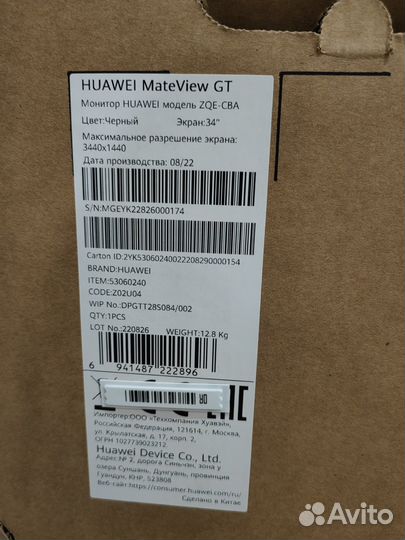 HUAWEI MateView GT
Монитор HUAWEI модель ZQE-CBA
Цвет:Черный Экран:34"
Максимальное разрешение экрана:
3440x1440
Дата производства: 08/22
S/N:MGEYK22826000174
Carton ID:2YK53060240022208290000154
BRAND:HUAWEI
ITEM:53060240
CODE:Z02U04
WIP No.:DPGTT28S084/002
QTY:1PCS
LOT No.:220826 WEIGHT:12.8 Kg
6 941487 222896
Импортер:ООО «Техкомпания Хуавэй»,
Российская Федерация, 121614, г. Москва,
ул. Крылатская, д. 17, корп. 2,
ОГРН 1027739023212
Huawei Device Co., Ltd.
Адрес:№ 2, дорога Синьчэн, зона у
озера Суншань, Дунгуань, провинция
Гуандун, КНР, 523808
Веб-сайт:https://consumer.huawei.com/ru/
Сделано в Китае
Avito